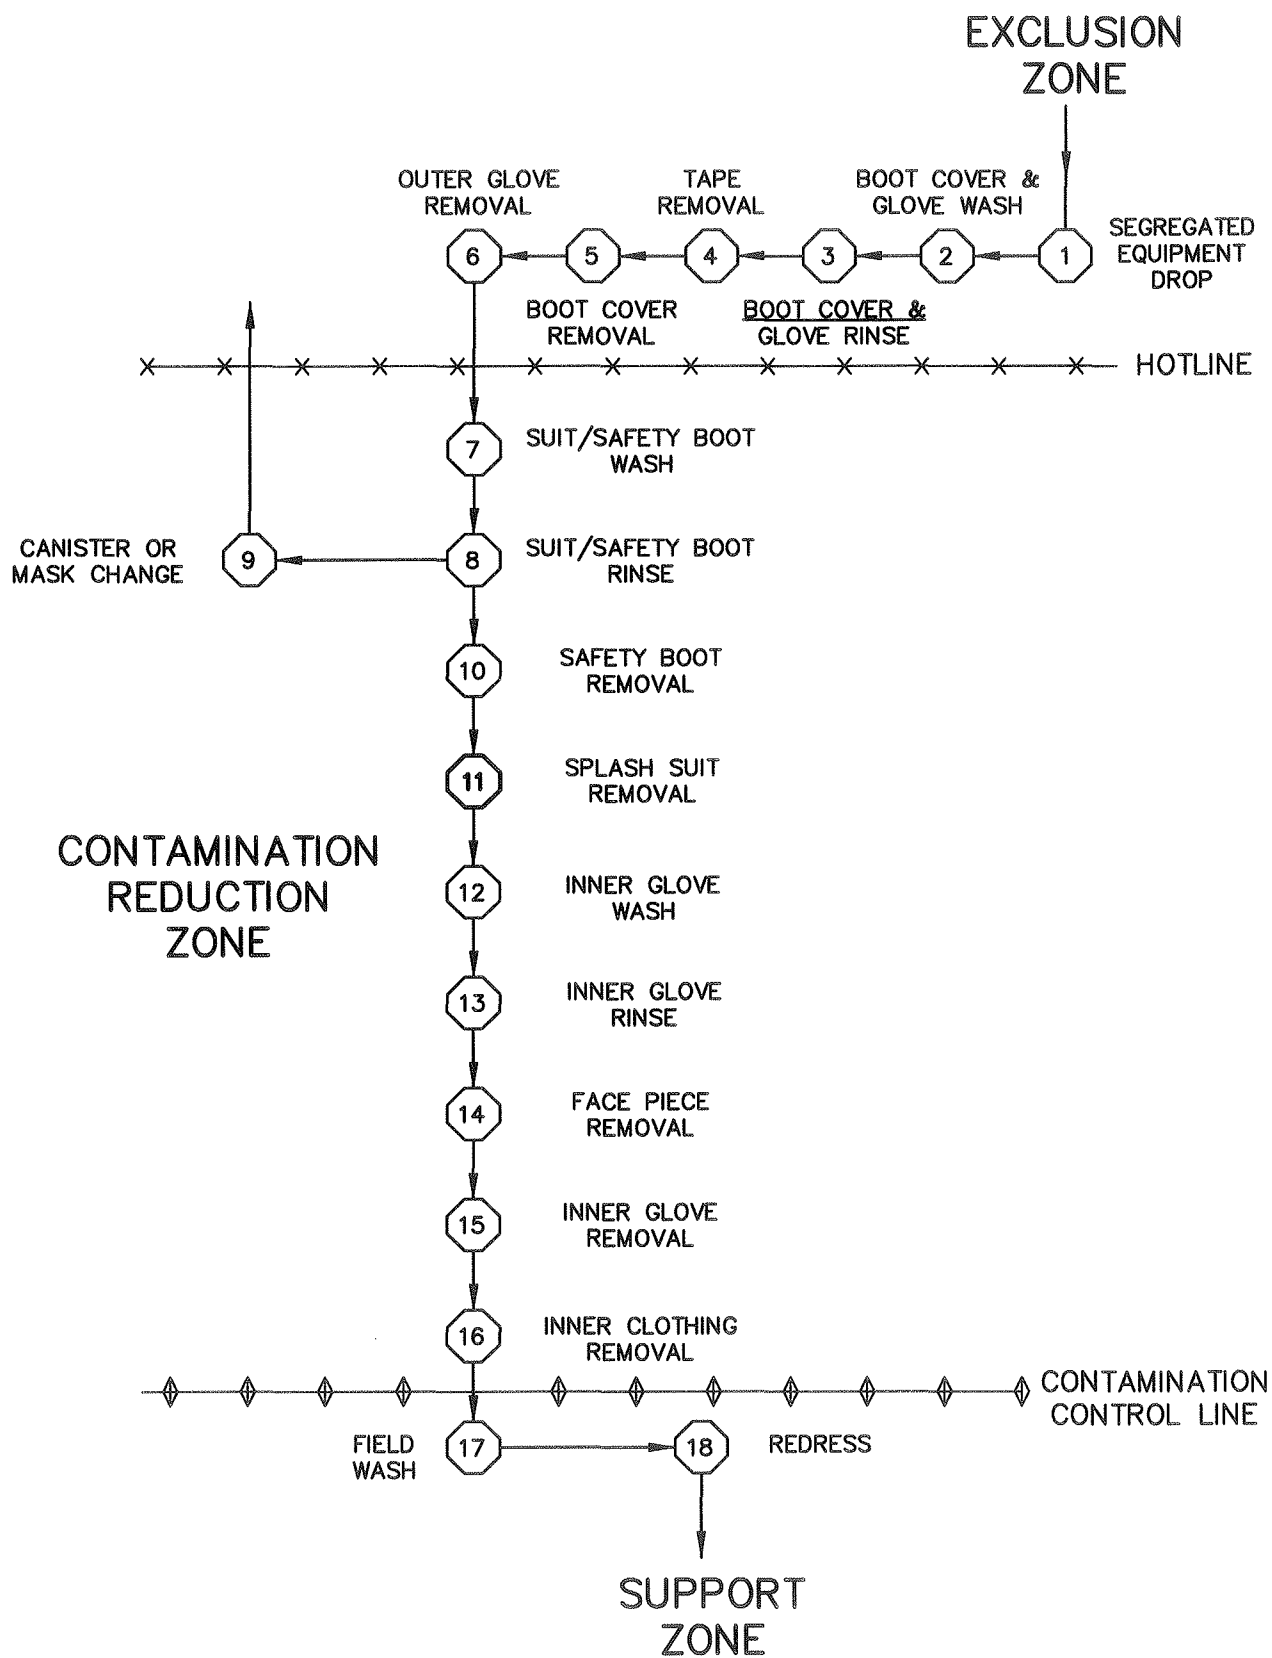 EXCLUSION
ZONE
OUTER GLOVE
REMOVAL
TAPE
REMOVAL
BOOT COVER &
GLOVE WASH
SEGREGATED
EQUIPMENT
DROP
6
5
4
3
2
1
BOOT COVER
REMOVAL
BOOT COVER &
GLOVE RINSE
HOTLINE
7
SUIT/SAFETY BOOT
WASH
CANISTER OR
MASK CHANGE
9
8
SUIT/SAFETY BOOT
RINSE
10
SAFETY BOOT
REMOVAL
11
SPLASH SUIT
REMOVAL
CONTAMINATION
REDUCTION
ZONE
12
INNER GLOVE
WASH
13
INNER GLOVE
RINSE
14
FACE PIECE
REMOVAL
15
INNER GLOVE
REMOVAL
16
INNER CLOTHING
REMOVAL
CONTAMINATION
CONTROL LINE
FIELD
WASH
17
18
REDRESS
SUPPORT
ZONE